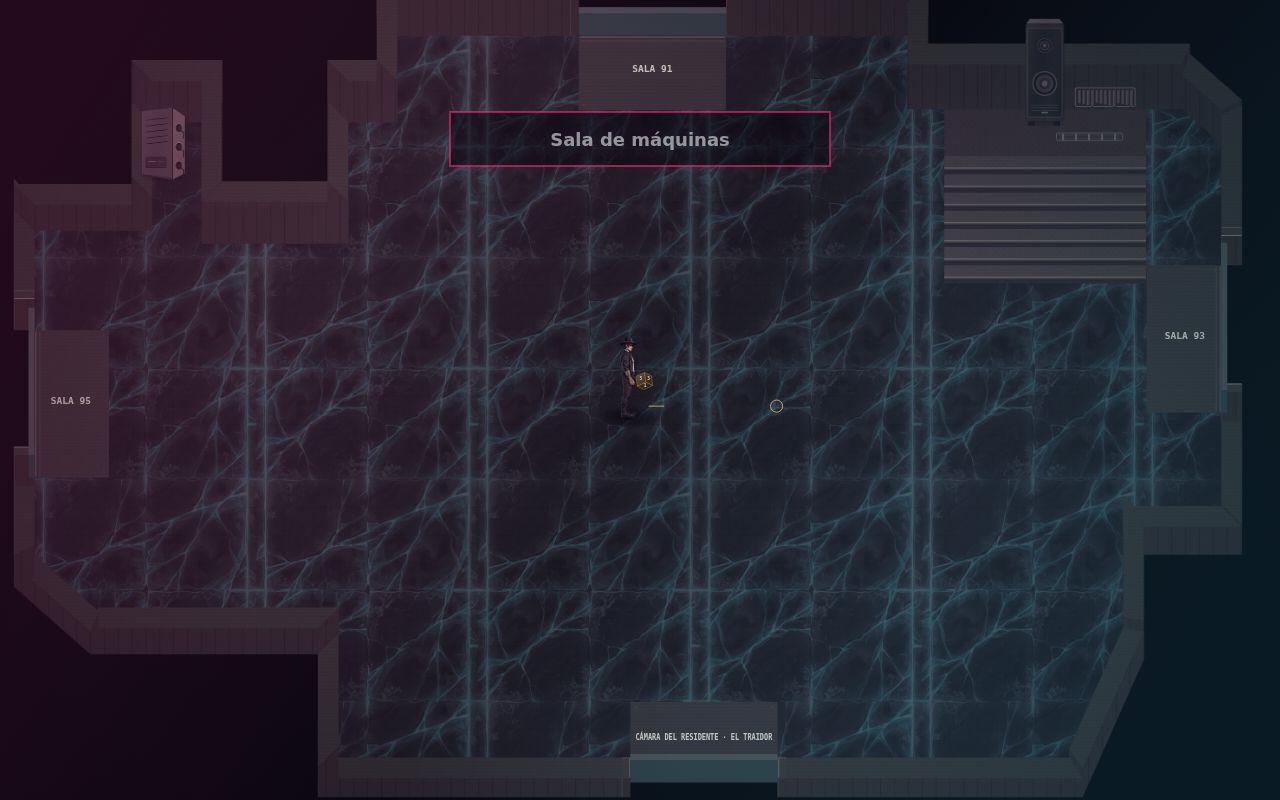 SALA 91
Sala de máquinas
SALA 93
SALA 95
CÁMARA DEL RESIDENTE · EL TRAIDOR